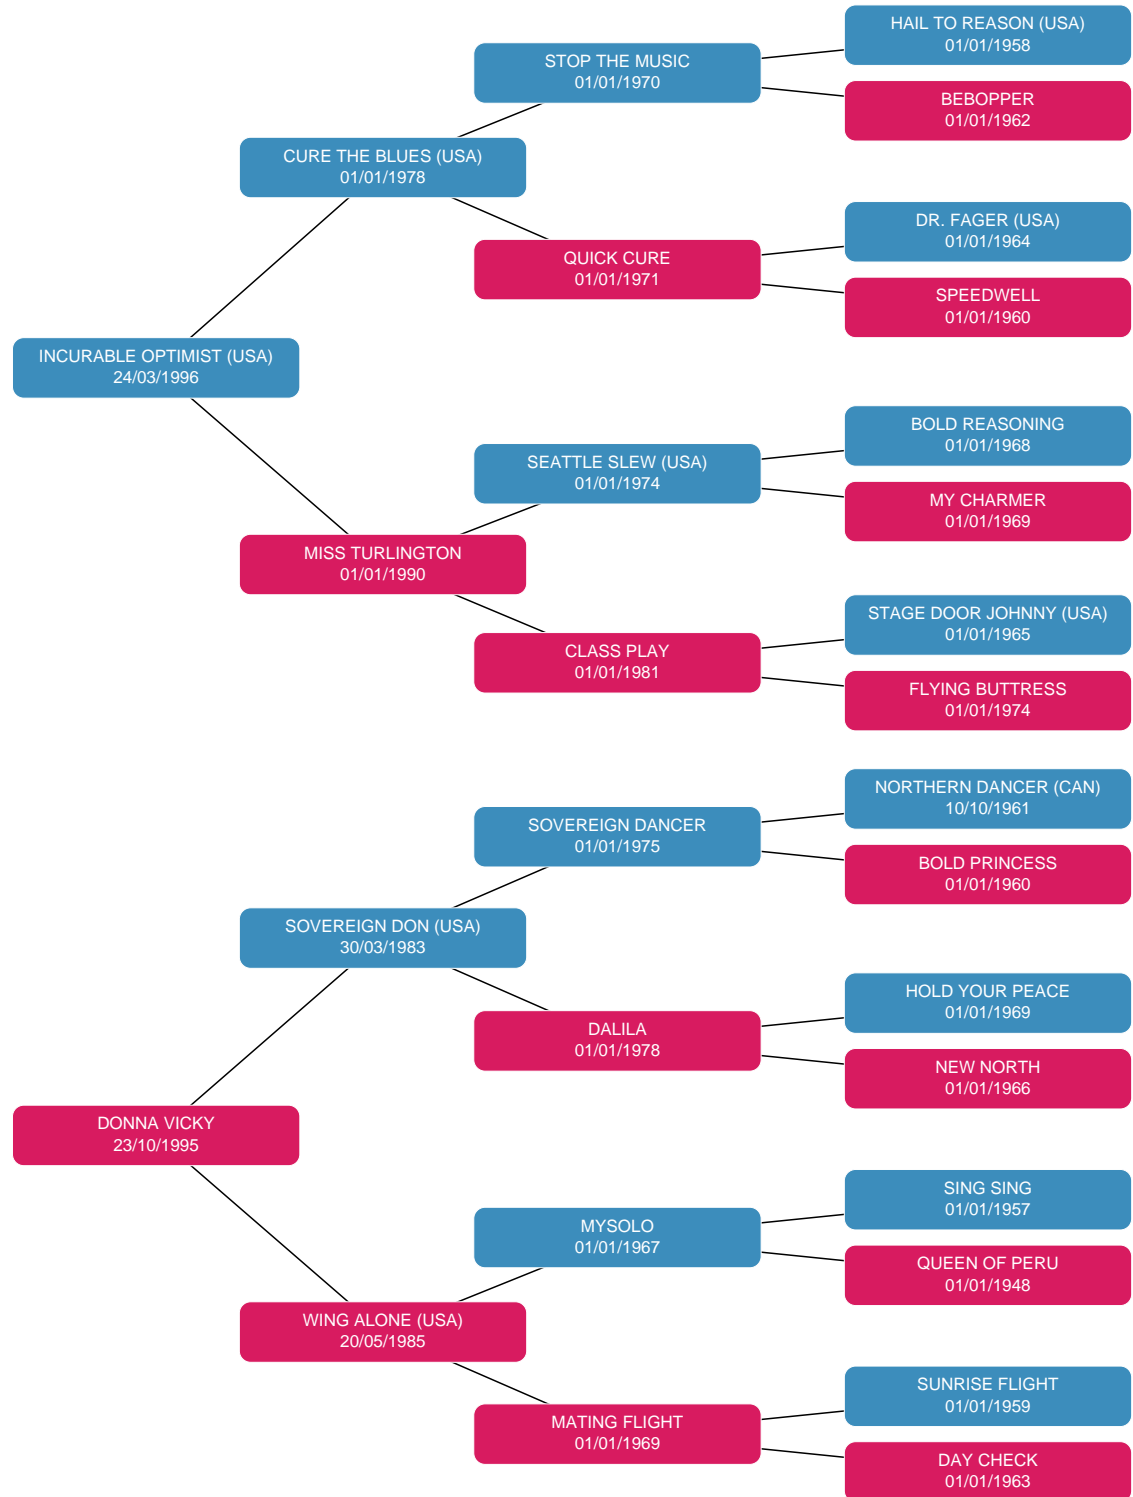 HAIL TO REASON (USA)
01/01/1958
STOP THE MUSIC
01/01/1970
BEBOPPER
01/01/1962
CURE THE BLUES (USA)
01/01/1978
DR. FAGER (USA)
01/01/1964
QUICK CURE
01/01/1971
SPEEDWELL
01/01/1960
INCURABLE OPTIMIST (USA)
24/03/1996
BOLD REASONING
01/01/1968
SEATTLE SLEW (USA)
01/01/1974
MY CHARMER
01/01/1969
MISS TURLINGTON
01/01/1990
STAGE DOOR JOHNNY (USA)
01/01/1965
CLASS PLAY
01/01/1981
FLYING BUTTRESS
01/01/1974
NORTHERN DANCER (CAN)
10/10/1961
SOVEREIGN DANCER
01/01/1975
BOLD PRINCESS
01/01/1960
SOVEREIGN DON (USA)
30/03/1983
HOLD YOUR PEACE
01/01/1969
DALILA
01/01/1978
NEW NORTH
01/01/1966
DONNA VICKY
23/10/1995
SING SING
01/01/1957
MYSOLO
01/01/1967
QUEEN OF PERU
01/01/1948
WING ALONE (USA)
20/05/1985
SUNRISE FLIGHT
01/01/1959
MATING FLIGHT
01/01/1969
DAY CHECK
01/01/1963